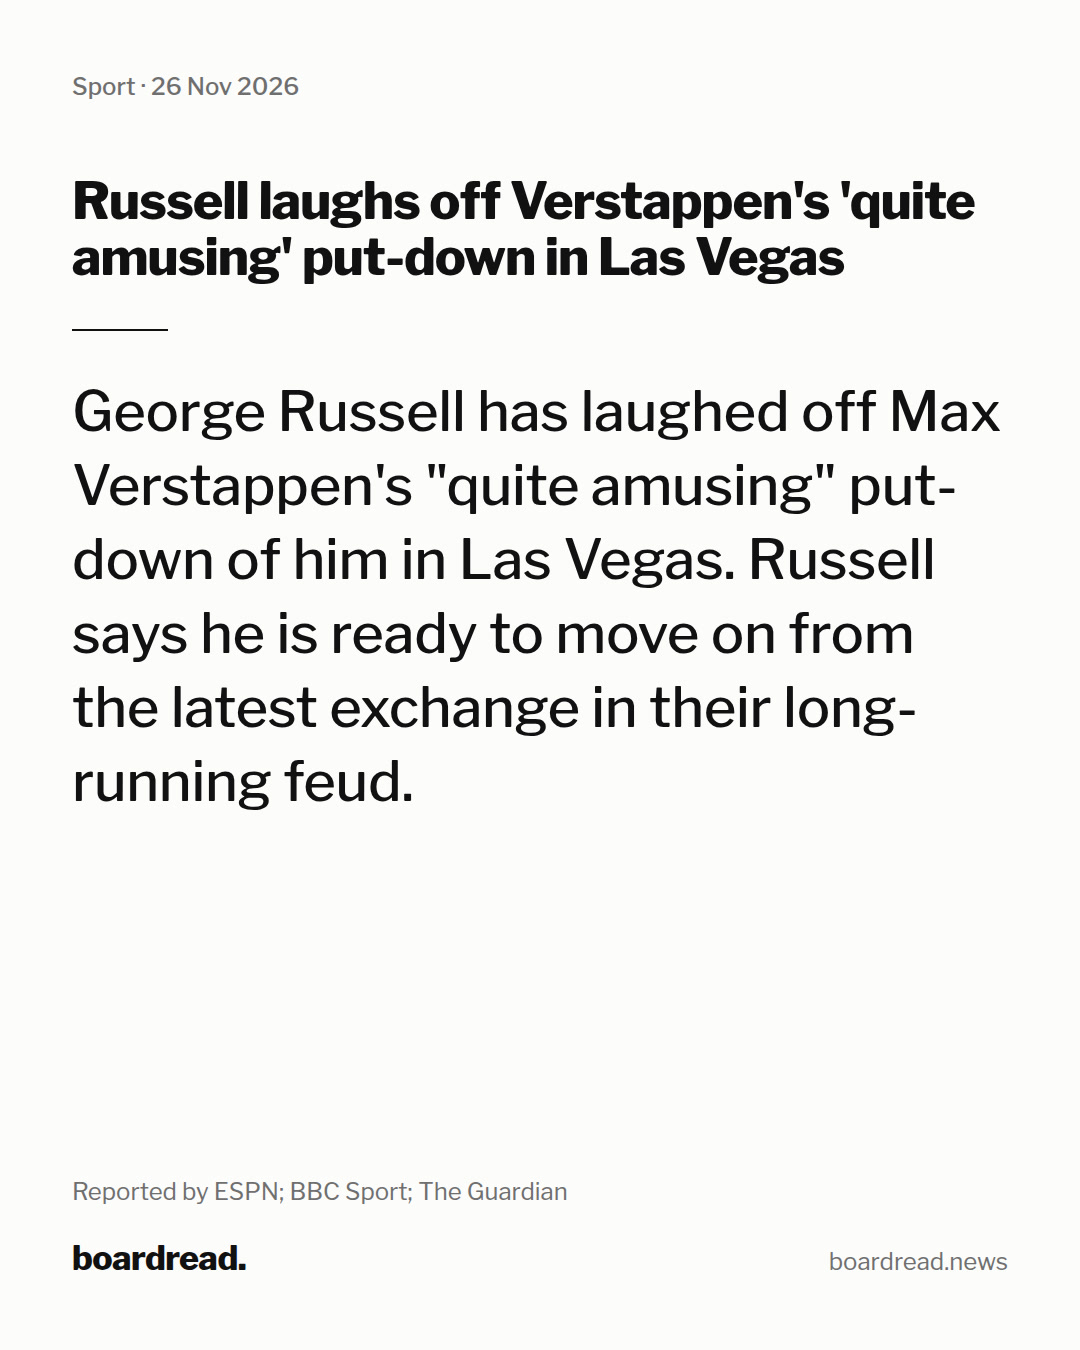 Sport · 26 Nov 2026
Russell laughs off Verstappen's 'quite
amusing' put-down in Las Vegas
George Russell has laughed off Max
Verstappen's "quite amusing" put-
down of him in Las Vegas. Russell
says he is ready to move on from
the latest exchange in their long-
running feud.
Reported by ESPN; BBC Sport; The Guardian
boardread.
boardread.news